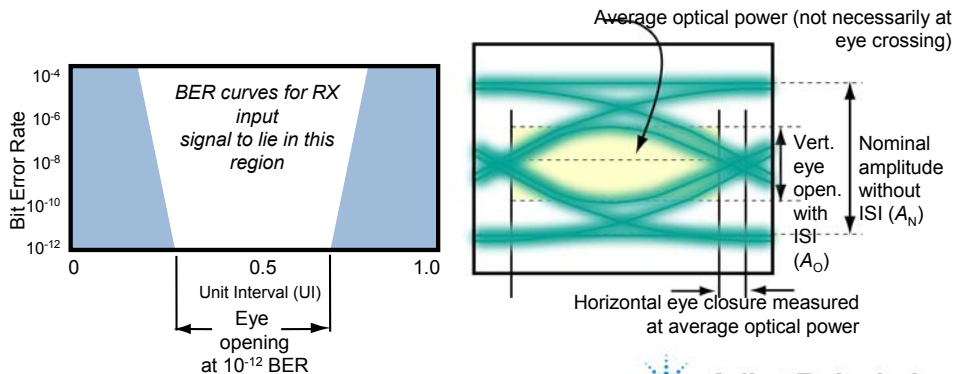 Average optical power (not necessarily at
eye crossing)
Bit Error Rate
10-4
10-6
10-8
10-10
10-12
BER curves for RX
input
signal to lie in this
region
0
0.5
1.0
Unit Interval (UI)
Eye
opening
at 10-12 BER
Vert.
eye
open.
with
ISI
(AO)
Nominal
amplitude
without
ISI (AN)
Horizontal eye closure measured
at average optical power